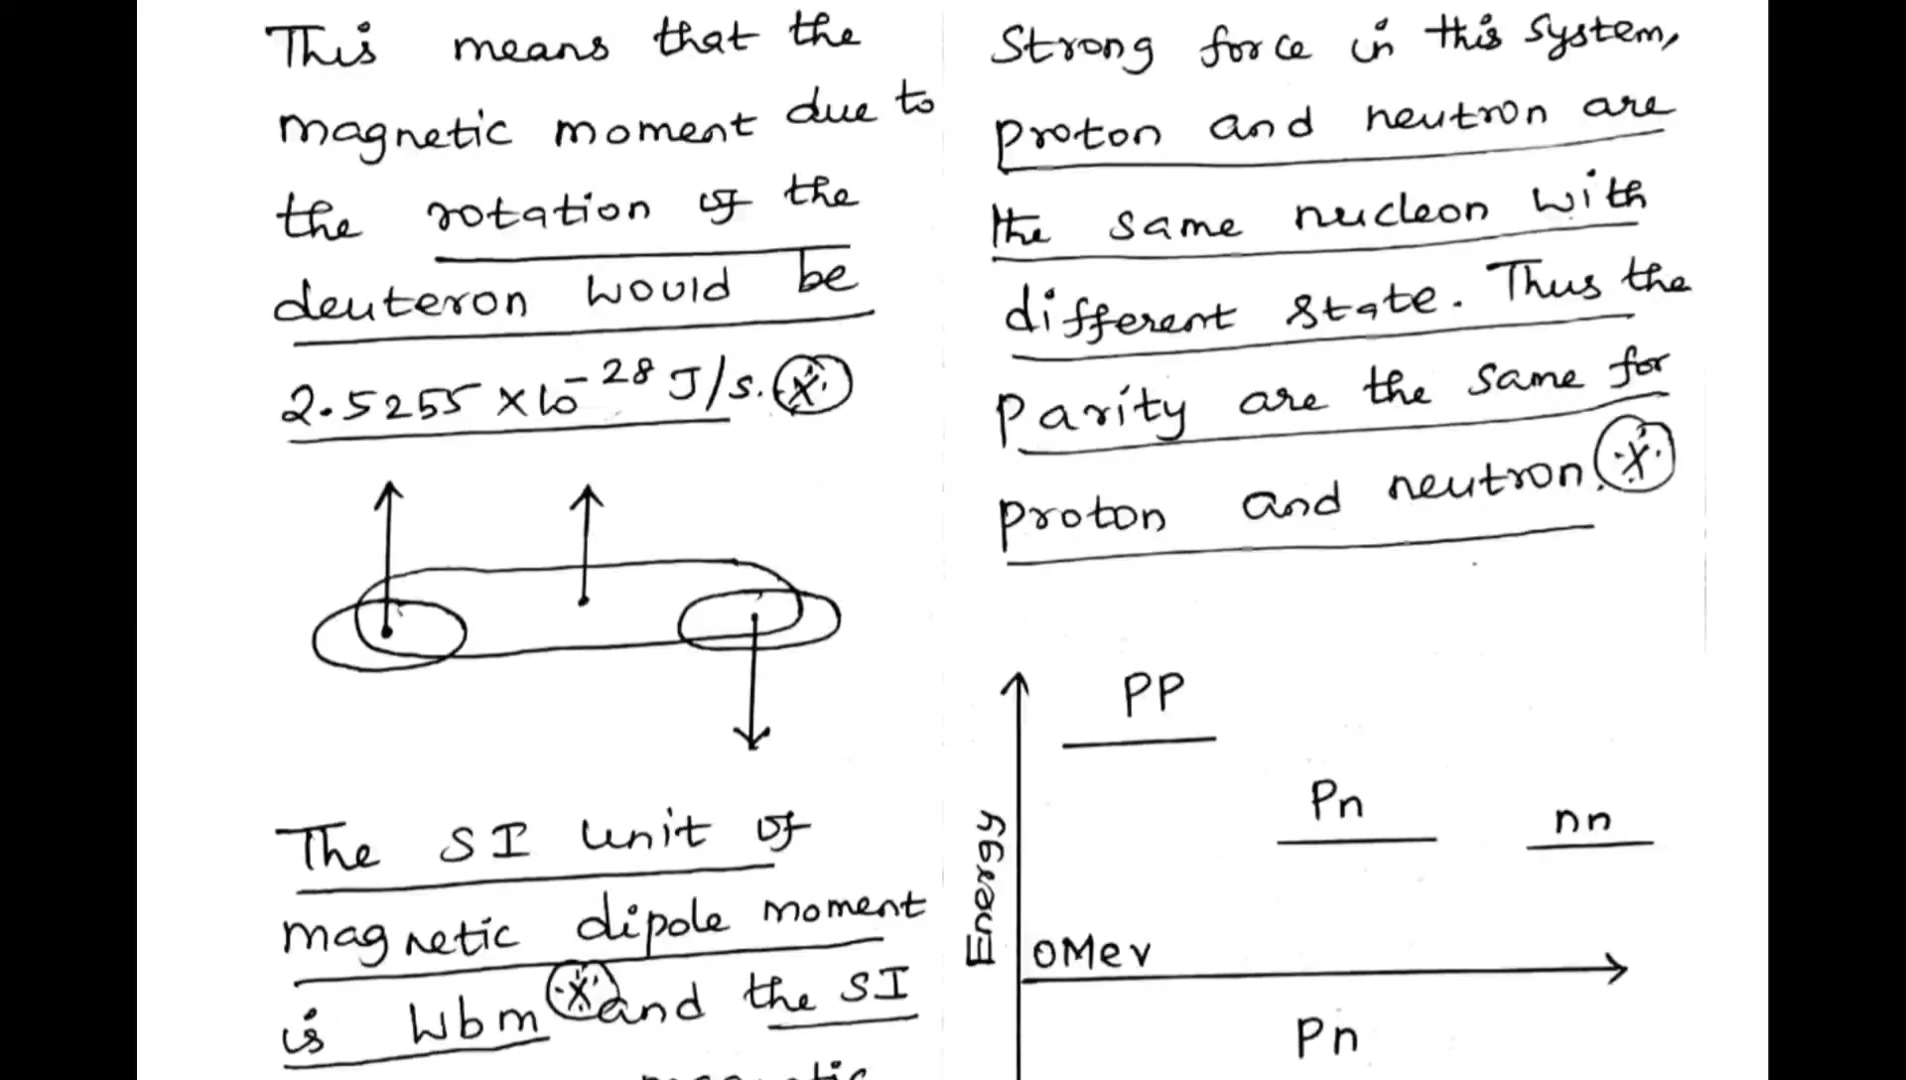 This means that the
magnetic moment due to
the rotation of the
deuteron would be
2.5255 × 10⁻²⁸ J/s.
The SI unit of
magnetic dipole moment
is Wbm and the SI
Strong force in this system,
proton and neutron are
the same nucleon with
different state. Thus the
Parity are the same for
proton and neutron.
PP
Pn
nn
Energy
0Mev
Pn